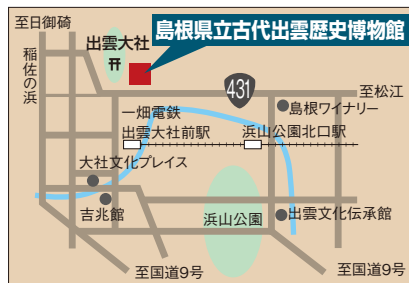 至日御碕
島根県立古代出雲歴史博物館
出雲大社
稲佐の浜
431
至松江
島根ワイナリー
一畑電鉄
出雲大社前駅
浜山公園北口駅
大社文化プレイス
吉兆館
浜山公園
出雲文化伝承館
至国道9号
至国道9号